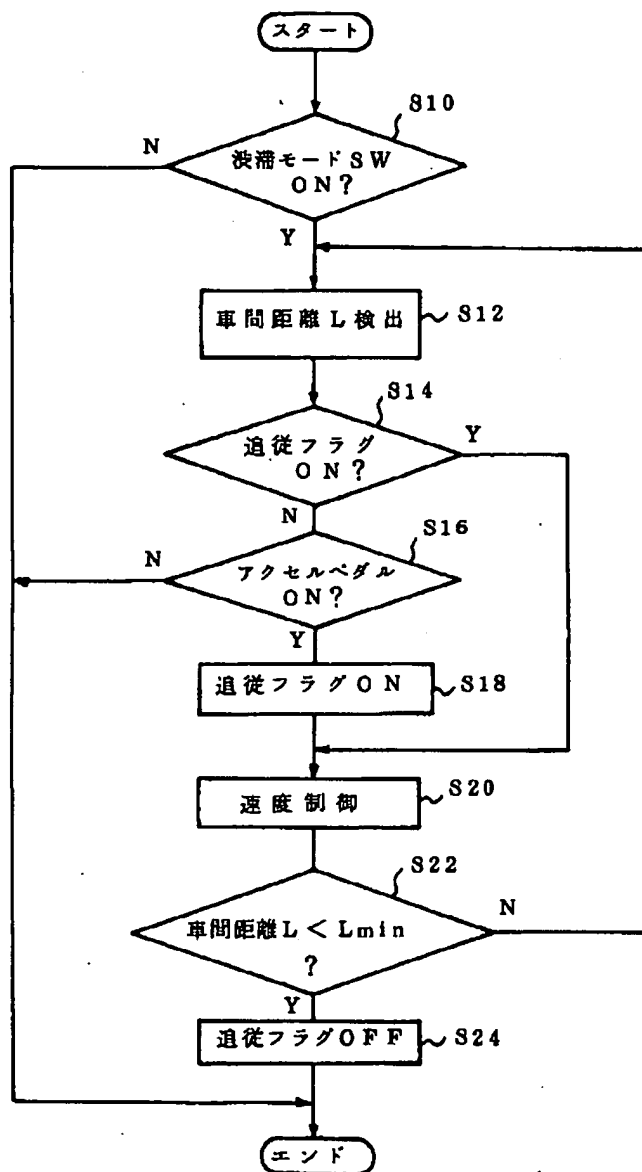 スタート
S10
N
渋滞モードSW
ON?
Y
車間距離L検出
S12
S14
追従フラグ
ON?
Y
N
S16
N
アクセルペダル
ON?
Y
追従フラグON
S18
速度制御
S20
S22
車間距離L<Lmin
?
N
Y
追従フラグOFF
S24
エンド